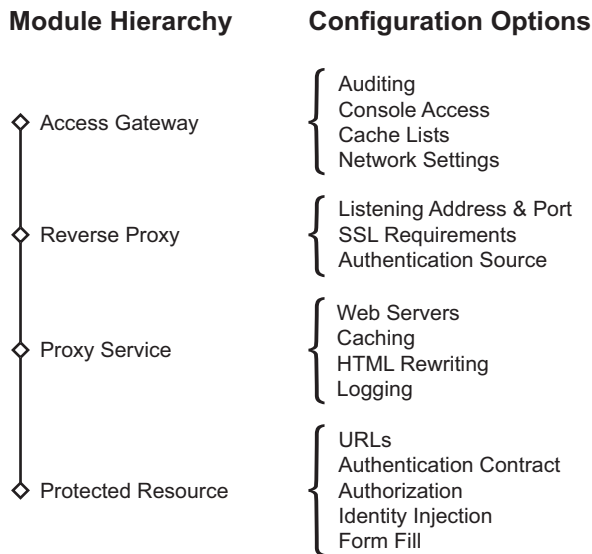 Module Hierarchy
Configuration Options
Access Gateway
Auditing
Console Access
Cache Lists
Network Settings
Reverse Proxy
Listening Address & Port
SSL Requirements
Authentication Source
Proxy Service
Web Servers
Caching
HTML Rewriting
Logging
Protected Resource
URLs
Authentication Contract
Authorization
Identity Injection
Form Fill